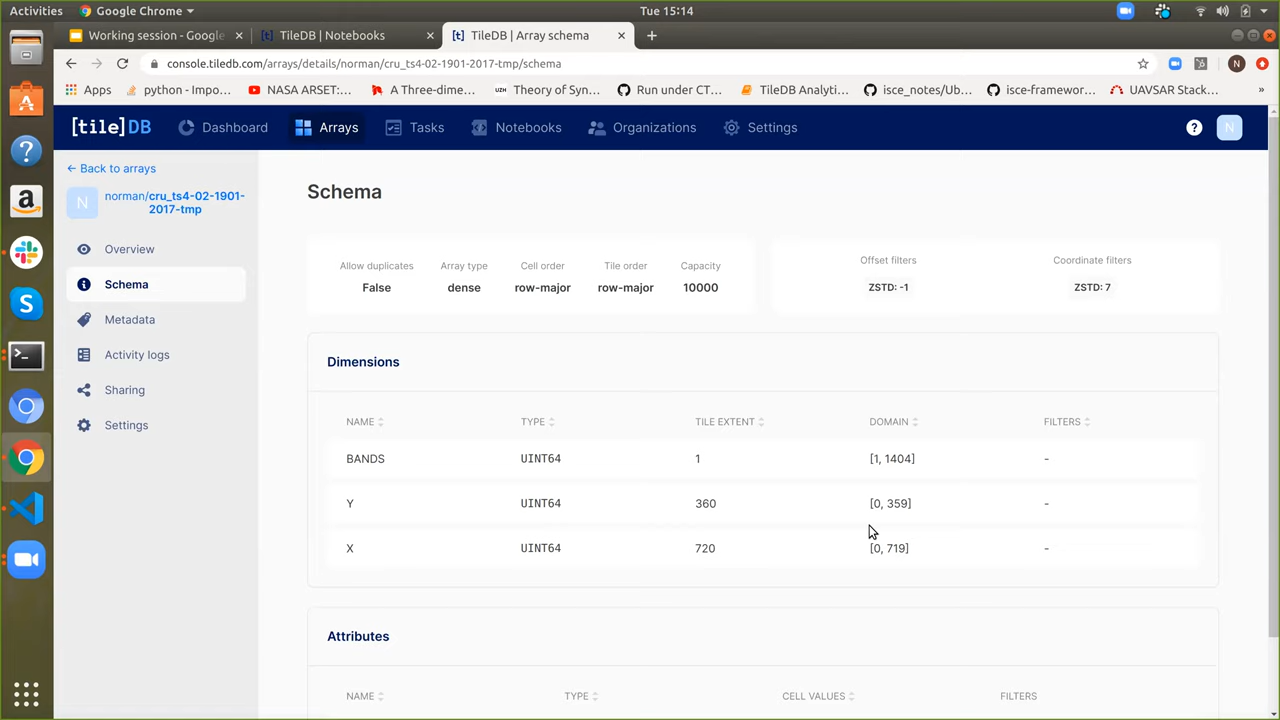 Activities
Google Chrome
Tue 15:14
Working session - Google
TileDB | Notebooks
TileDB | Array schema
console.tiledb.com/arrays/details/norman/cru_ts4-02-1901-2017-tmp/schema
N
Apps
python - Impo...
NASA ARSET:...
A Three-dime...
UZH
Theory of Syn...
Run under CT...
TileDB Analyti...
isce_notes/Ub...
isce-framewor...
UAVSAR Stack...
»
[tile]DB
Dashboard
Arrays
Tasks
Notebooks
Organizations
Settings
?
N
← Back to arrays
N
norman/cru_ts4-02-1901-
2017-tmp
Overview
Schema
Metadata
Activity logs
Sharing
Settings
Schema
Allow duplicates
Array type
Cell order
Tile order
Capacity
False
dense
row-major
row-major
10000
Offset filters
Coordinate filters
ZSTD: -1
ZSTD: 7
Dimensions
NAME
TYPE
TILE EXTENT
DOMAIN
FILTERS
BANDS
UINT64
1
[1, 1404]
-
Y
UINT64
360
[0, 359]
-
X
UINT64
720
[0, 719]
-
Attributes
NAME
TYPE
CELL VALUES
FILTERS